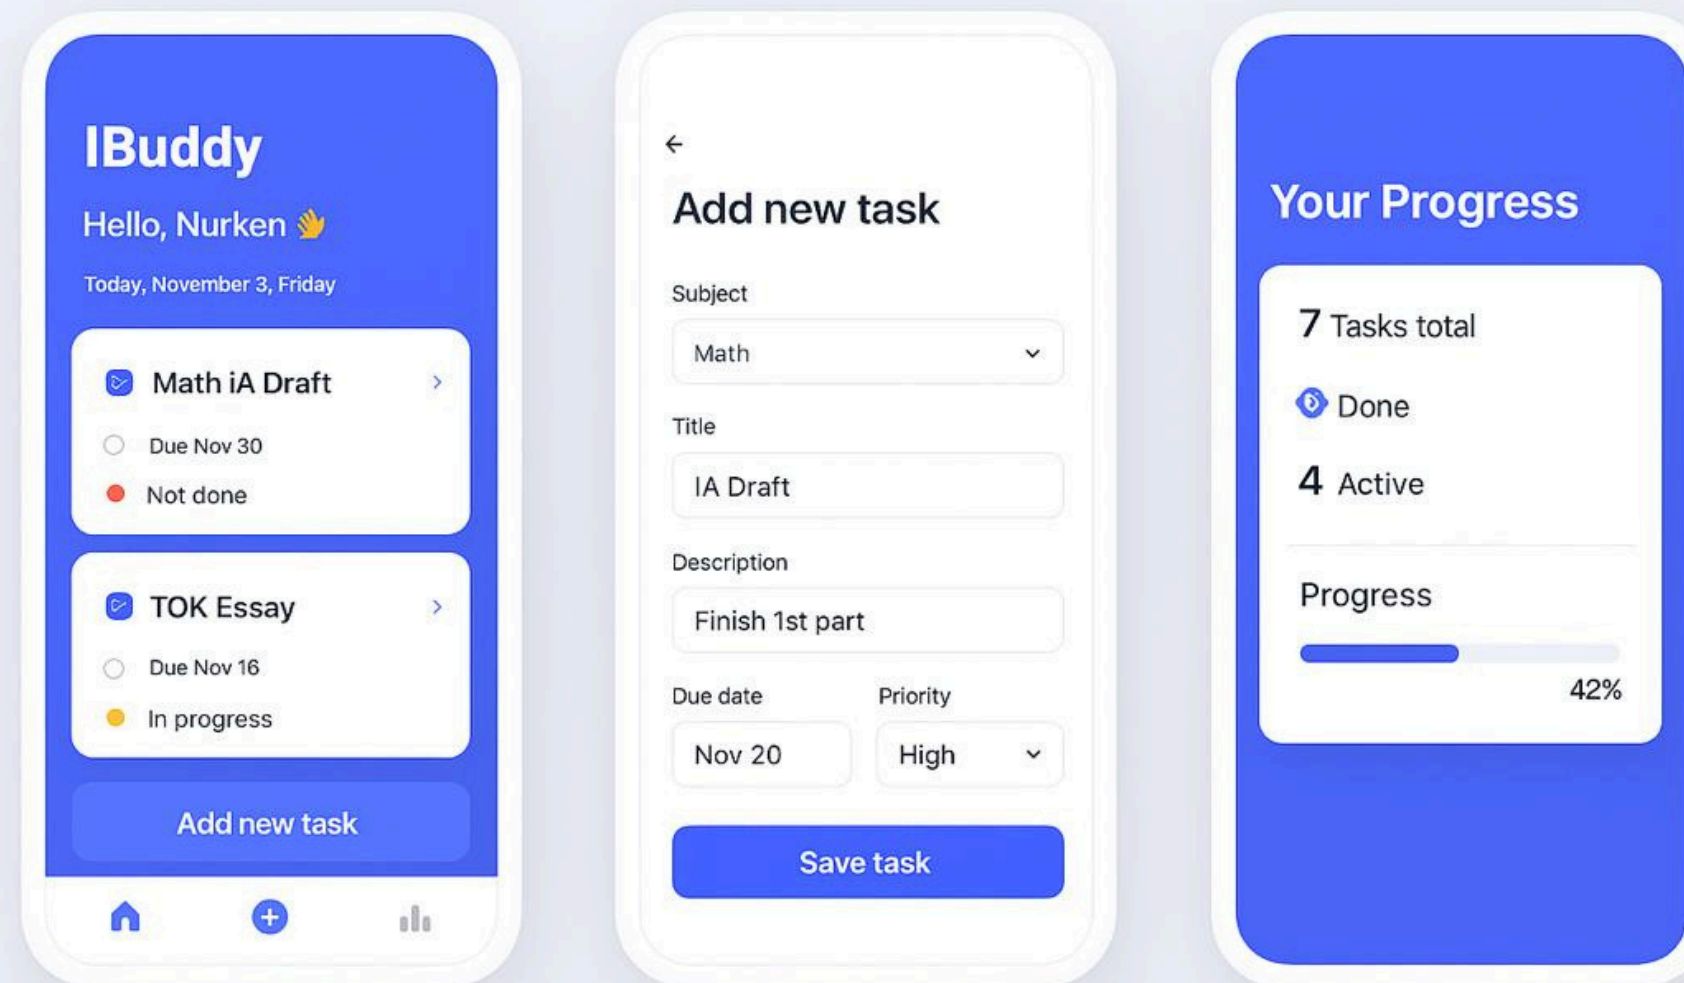 IBuddy
Hello, Nurken 👋
Today, November 3, Friday
Math iA Draft
Due Nov 30
Not done
TOK Essay
Due Nov 16
In progress
Add new task
Add new task
Subject
Math
Title
IA Draft
Description
Finish 1st part
Due date
Priority
Nov 20
High
Save task
Your Progress
7 Tasks total
Done
4 Active
Progress
42%